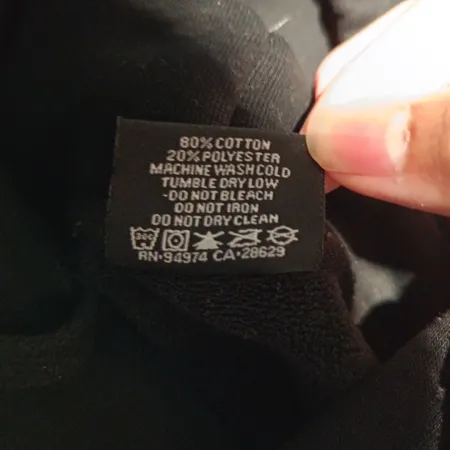 80% COTTON
20% POLYESTER
MACHINE WASH COLD
TUMBLE DRY LOW
-DO NOT BLEACH
DO NOT IRON
DO NOT DRY CLEAN
30C
RN·94974 CA·28629